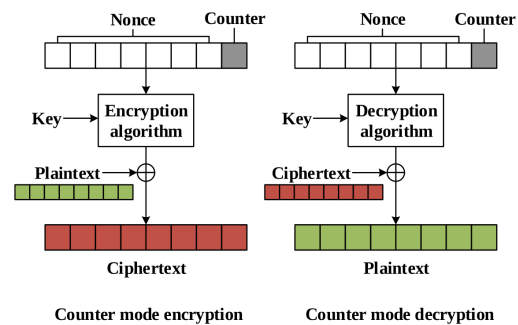 Nonce
Counter
Key
Encryption
algorithm
Plaintext
Ciphertext
Counter mode encryption
Nonce
Counter
Key
Decryption
algorithm
Ciphertext
Plaintext
Counter mode decryption